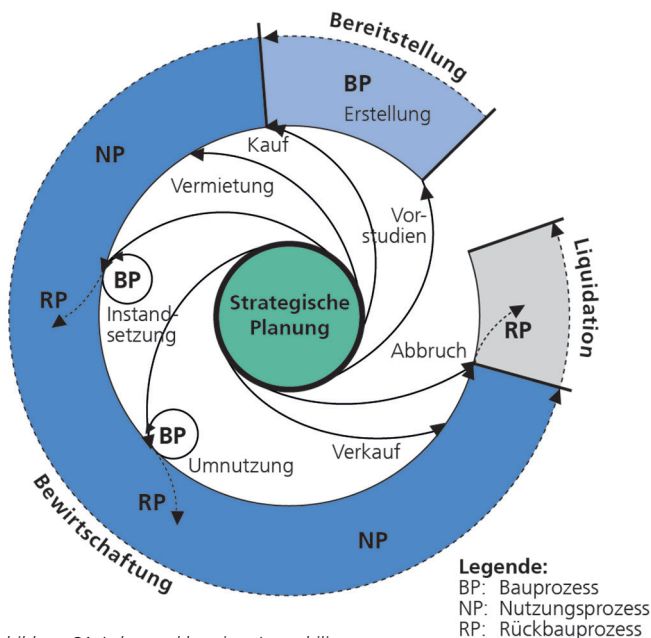 Bereitstellung
BP
Erstellung
NP
Kauf
Vermietung
Vor-
studien
Liquidation
BP
RP
Instand-
setzung
Strategische
Planung
RP
Abbruch
BP
Umnutzung
Verkauf
RP
Bewirtschaftung
NP
Legende:
BP: Bauprozess
NP: Nutzungsprozess
RP: Rückbauprozess